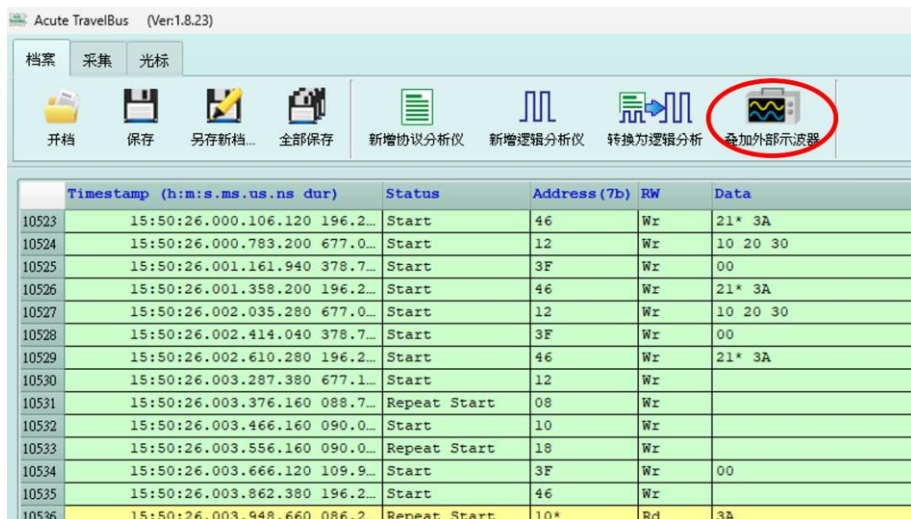 Acute TravelBus (Ver:1.8.23)
档案 采集 光标
开档 保存 另存新档... 全部保存 新增协议分析仪 新增逻辑分析仪 转换为逻辑分析 叠加外部示波器
Timestamp (h:m:s.ms.us.ns dur) Status Address(7b) RW Data
10523 15:50:26.000.106.120 196.2… Start 46 Wr 21* 3A
10524 15:50:26.000.783.200 677.0… Start 12 Wr 10 20 30
10525 15:50:26.001.161.940 378.7… Start 3F Wr 00
10526 15:50:26.001.358.200 196.2… Start 46 Wr 21* 3A
10527 15:50:26.002.035.280 677.0… Start 12 Wr 10 20 30
10528 15:50:26.002.414.040 378.7… Start 3F Wr 00
10529 15:50:26.002.610.280 196.2… Start 46 Wr 21* 3A
10530 15:50:26.003.287.380 677.1… Start 12 Wr
10531 15:50:26.003.376.160 088.7… Repeat Start 08 Wr
10532 15:50:26.003.466.160 090.0… Start 10 Wr
10533 15:50:26.003.556.160 090.0… Repeat Start 18 Wr
10534 15:50:26.003.666.120 109.9… Start 3F Wr 00
10535 15:50:26.003.862.380 196.2… Start 46 Wr
10536 15:50:26.003.948.660 086.2… Repeat Start 10* Rd 3A